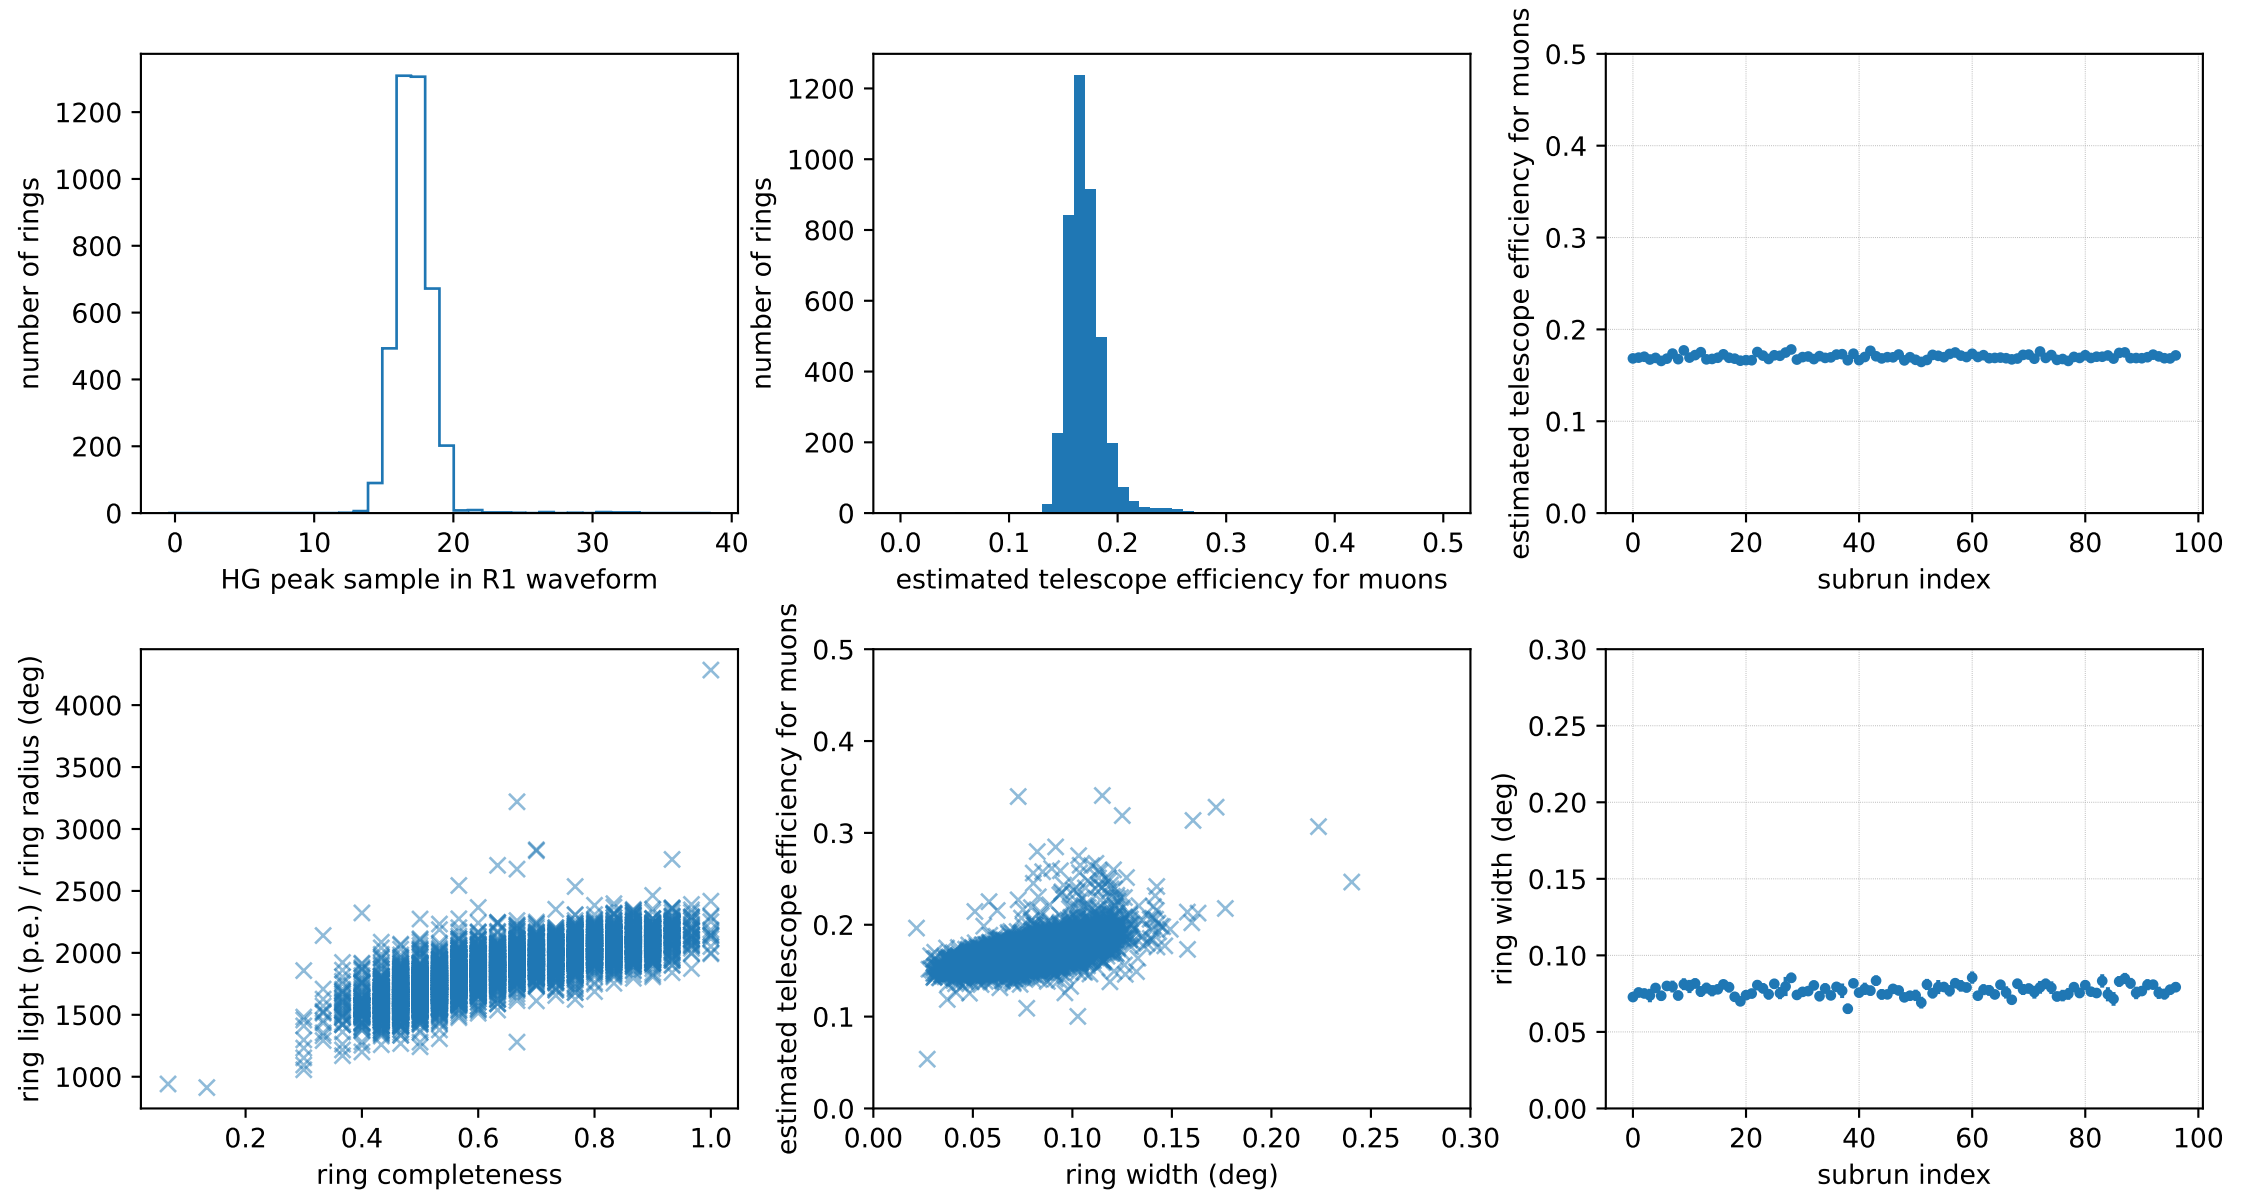 number of rings
1200
1000
800
600
400
200
0
0 10 20 30 40
HG peak sample in R1 waveform
number of rings
1200
1000
800
600
400
200
0
0.0 0.1 0.2 0.3 0.4 0.5
estimated telescope efficiency for muons
estimated telescope efficiency for muons
0.5
0.4
0.3
0.2
0.1
0.0
0 20 40 60 80 100
subrun index
ring light (p.e.) / ring radius (deg)
4000
3500
3000
2500
2000
1500
1000
0.2 0.4 0.6 0.8 1.0
ring completeness
estimated telescope efficiency for muons
0.5
0.4
0.3
0.2
0.1
0.0
0.00 0.05 0.10 0.15 0.20 0.25 0.30
ring width (deg)
ring width (deg)
0.30
0.25
0.20
0.15
0.10
0.05
0.00
0 20 40 60 80 100
subrun index